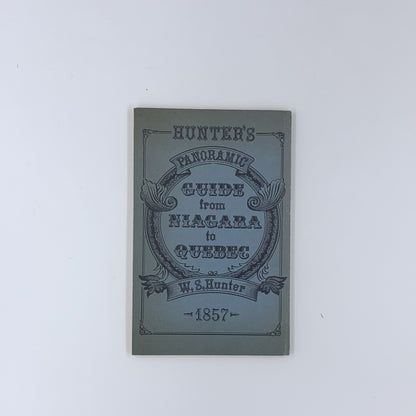 HUNTER'S
PANORAMIC
GUIDE
from
NIAGARA
to
QUEBEC
W. S. Hunter
1857